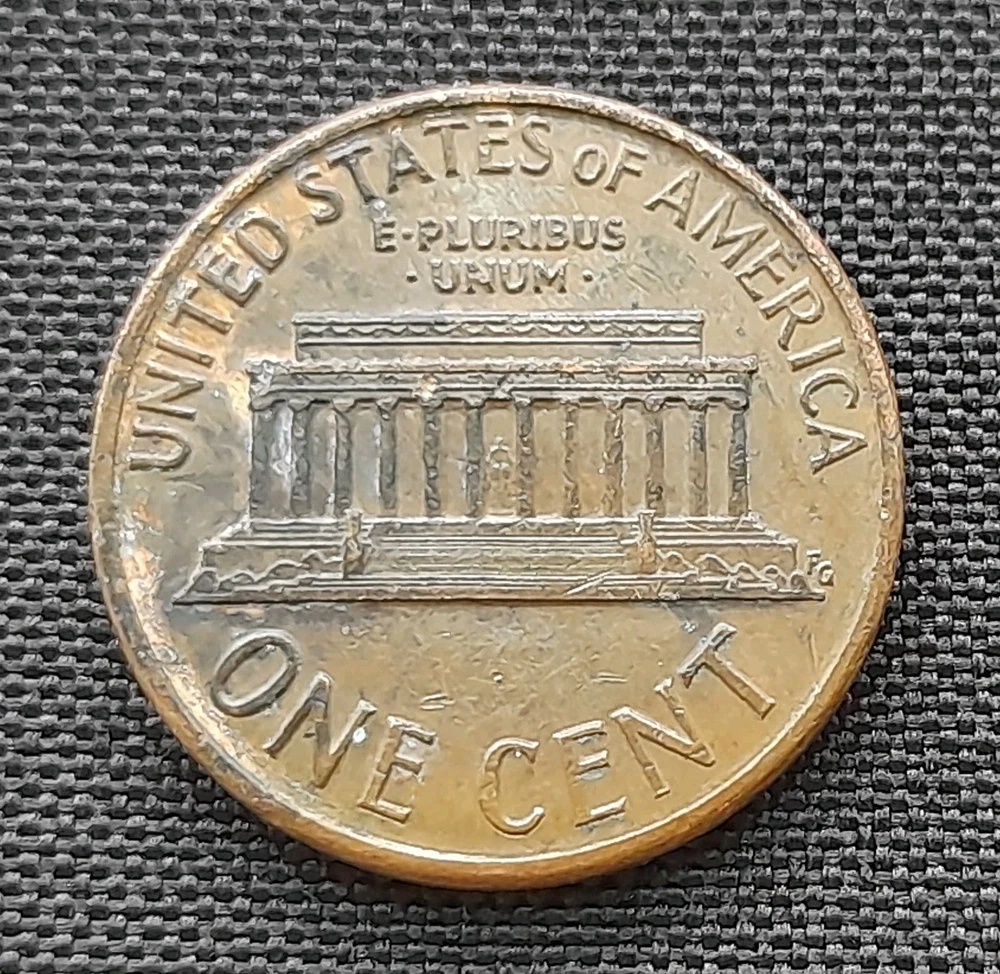 UNITED STATES OF AMERICA
E·PLURIBUS
· UNUM ·
FG
ONE CENT